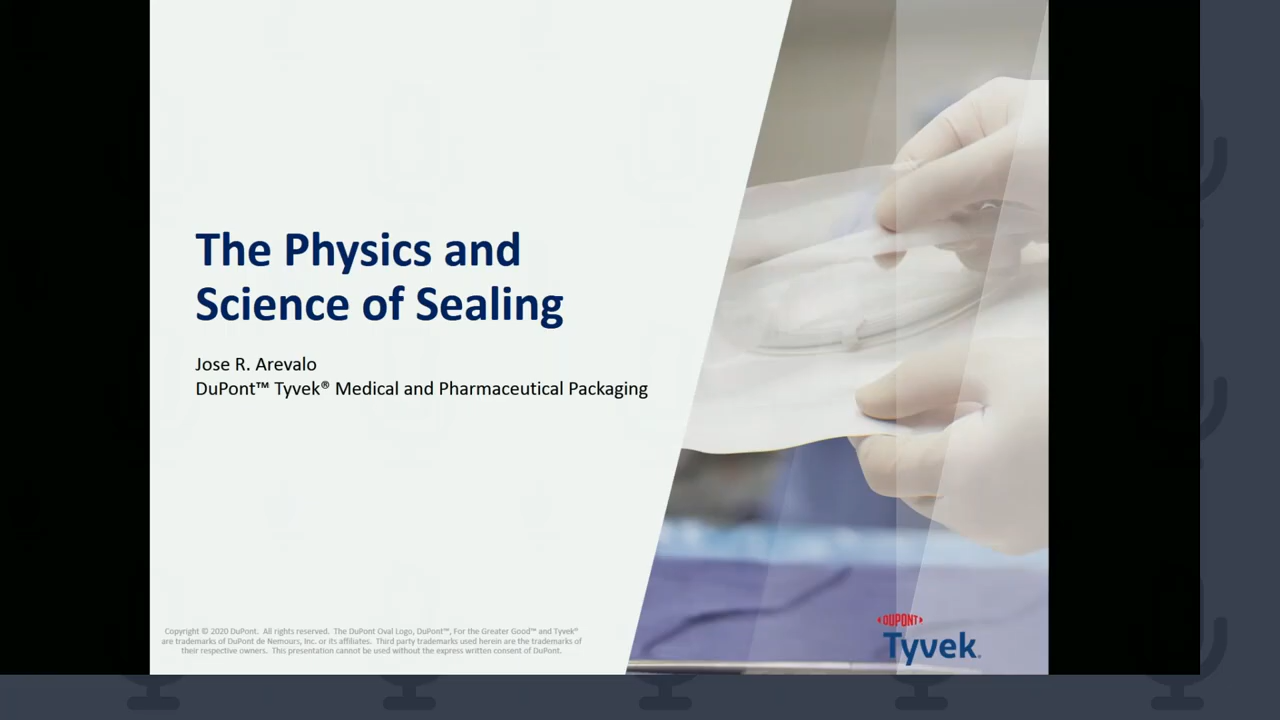 The Physics and
Science of Sealing
Jose R. Arevalo
DuPont™ Tyvek® Medical and Pharmaceutical Packaging
Copyright © 2020 DuPont. All rights reserved. The DuPont Oval Logo, DuPont™, For the Greater Good™ and Tyvek®
are trademarks of DuPont de Nemours, Inc. or its affiliates. Third party trademarks used herein are the trademarks of
their respective owners. This presentation cannot be used without the express written consent of DuPont.
DUPONT
Tyvek®